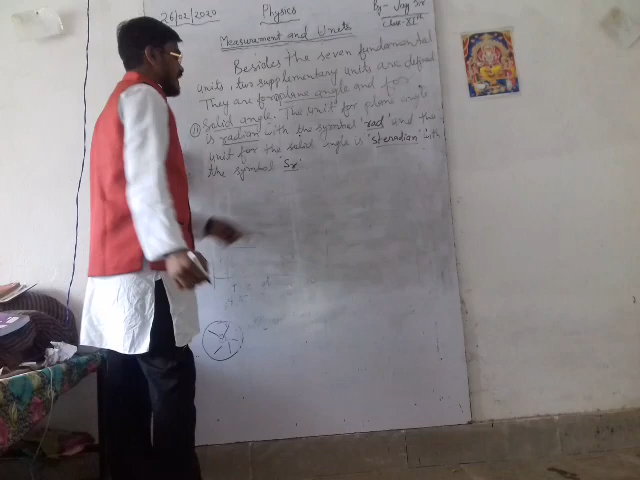 26/02/2020 Physics By- Jay Sir
Class- XIth
Measurement and Units
Besides the seven fundamental
units, two supplementary units are defined
They are for plane angle and for
Solid angle. The unit for plane angle
is radian with the symbol 'rad' and the
unit for the solid angle is 'steradian' with
the symbol 'Sr'